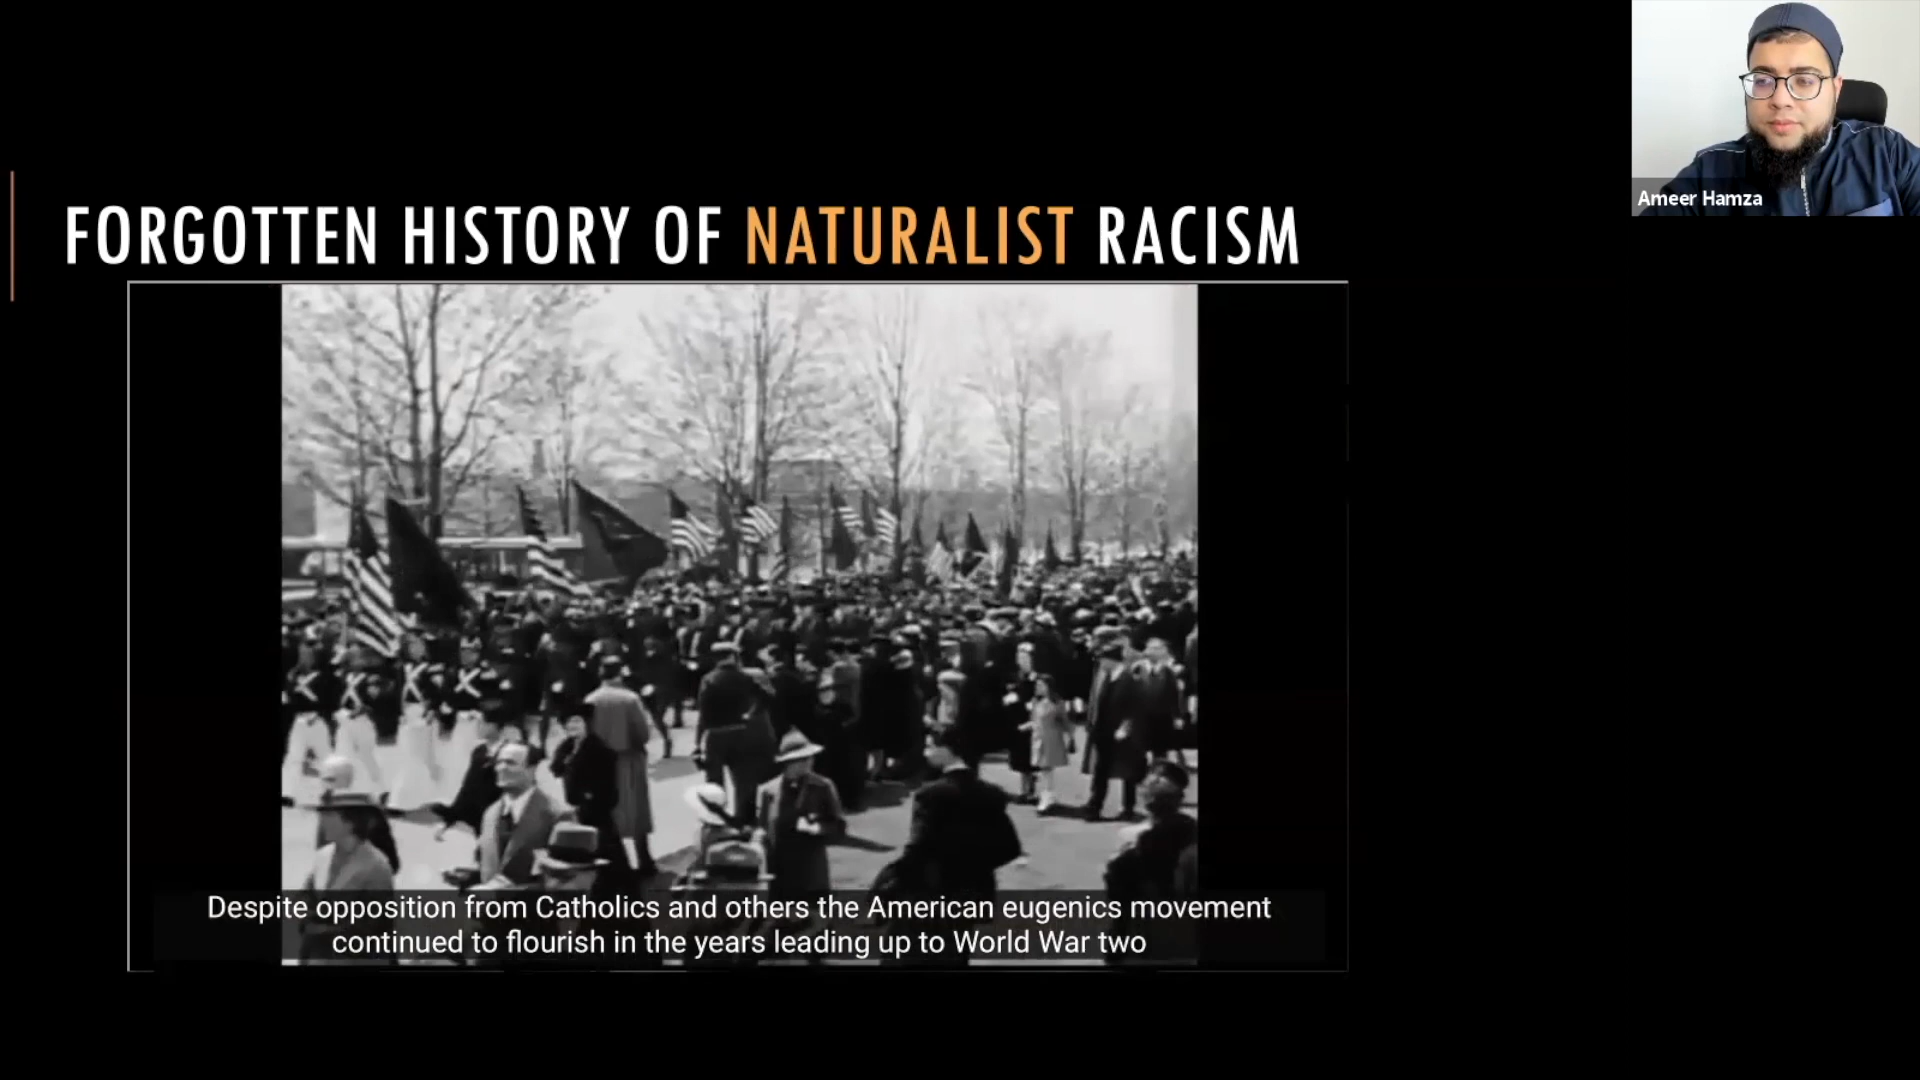 FORGOTTEN HISTORY OF NATURALIST RACISM
Ameer Hamza
Despite opposition from Catholics and others the American eugenics movement
continued to flourish in the years leading up to World War two